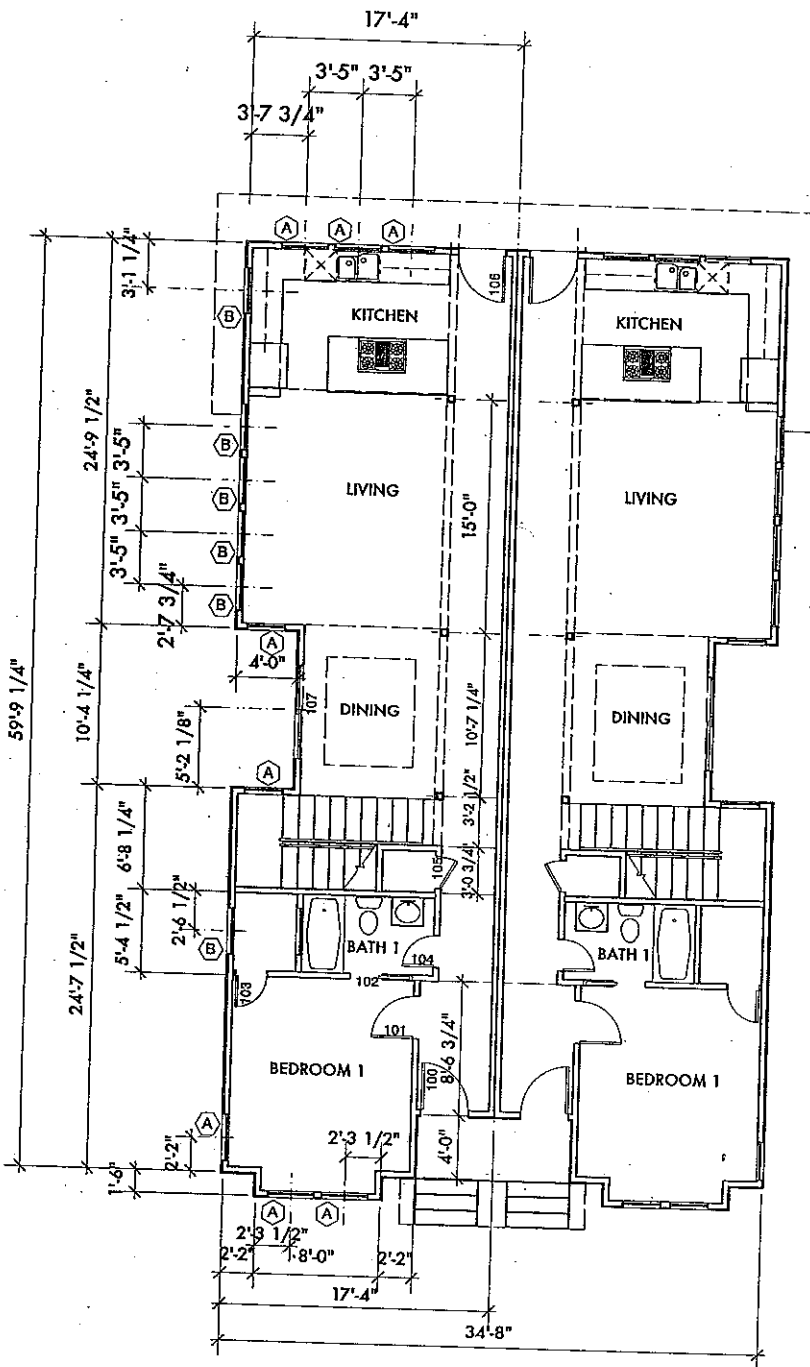 17'-4"
3'-5" 3'-5"
3'-7 3/4"
A A A
3'-1 1/4"
106
B
KITCHEN
KITCHEN
24'-9 1/2"
B
3'-5"
LIVING
LIVING
B
3'-5"
15'-0"
B
3'-5"
B
2'-7 3/4"
A
4'-0"
59'-9 1/4"
10'-4 1/4"
107
DINING
DINING
10'-7 1/4"
5'-2 1/8"
A
3'-2 1/2"
6'-8 1/4"
105
3'-0 3/4"
2'-6 1/2"
5'-4 1/2"
B
BATH 1
BATH 1
104
24'-7 1/2"
102
103
101
BEDROOM 1
BEDROOM 1
8'-6 3/4"
100
A
2'-2"
2'-3 1/2"
4'-0"
1'-6"
A A
2'-3 1/2"
2'-2" 8'-0" 2'-2"
17'-4"
34'-8"